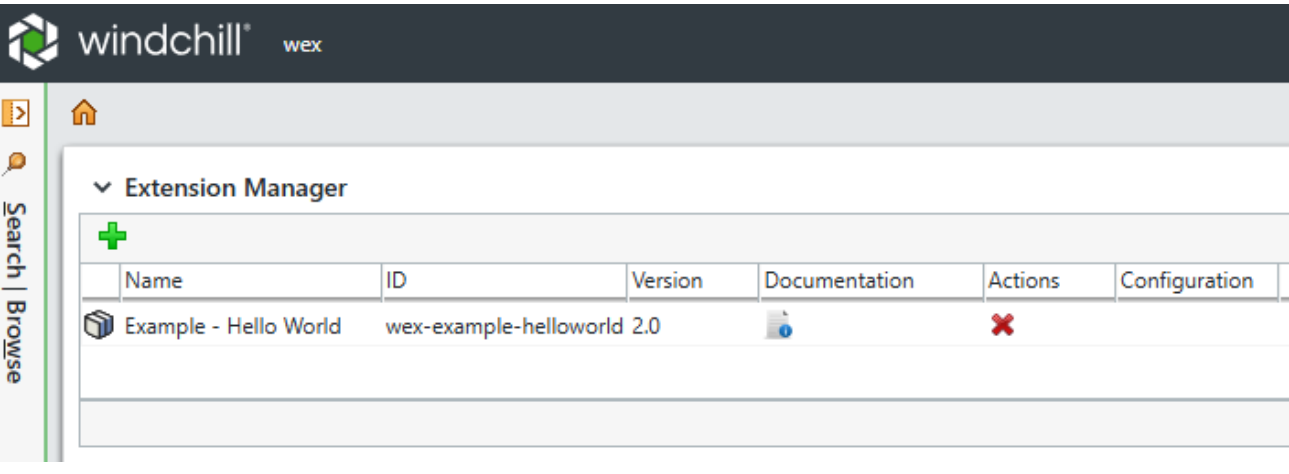 windchill® wex
Search | Browse
Extension Manager
Name ID Version Documentation Actions Configuration
Example - Hello World wex-example-helloworld 2.0